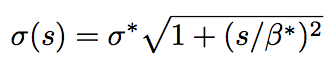 σ(s) = σ*√1 + (s/β*)²